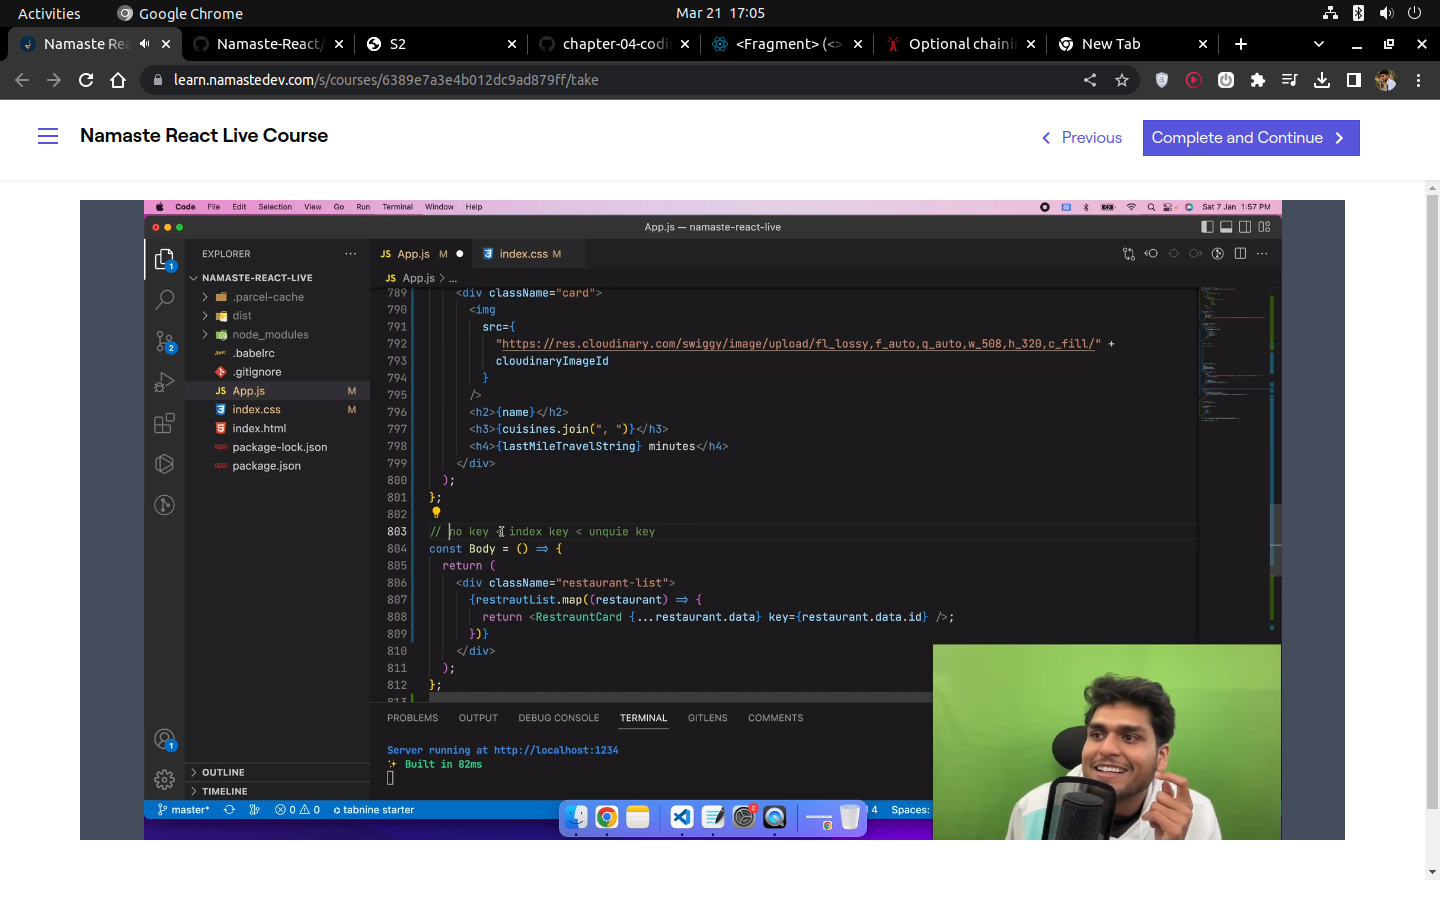 Activities
Google Chrome
Mar 21 17:05
Namaste Rea
Namaste-React/
S2
chapter-04-codi
<Fragment> (<>
Optional chaini
New Tab
learn.namastedev.com/s/courses/6389e7a3e4b012dc9ad879ff/take
Namaste React Live Course
Previous
Complete and Continue
Code File Edit Selection View Go Run Terminal Window Help
Sat 7 Jan 1:57 PM
App.js — namaste-react-live
EXPLORER
JS App.js M
index.css M
NAMASTE-REACT-LIVE
JS App.js > ...
.parcel-cache
dist
node_modules
.babelrc
.gitignore
JS App.js M
index.css M
index.html
package-lock.json
package.json
789 <div className="card">
790 <img
791 src={
792 "https://res.cloudinary.com/swiggy/image/upload/fl_lossy,f_auto,q_auto,w_508,h_320,c_fill/" +
793 cloudinaryImageId
794 }
795 />
796 <h2>{name}</h2>
797 <h3>{cuisines.join(", ")}</h3>
798 <h4>{lastMileTravelString} minutes</h4>
799 </div>
800 );
801 };
802
803 // no key < index key < unquie key
804 const Body = () => {
805 return (
806 <div className="restaurant-list">
807 {restrautList.map((restaurant) => {
808 return <RestrauntCard {...restaurant.data} key={restaurant.data.id} />;
809 })}
810 </div>
811 );
812 };
813
PROBLEMS OUTPUT DEBUG CONSOLE TERMINAL GITLENS COMMENTS
Server running at http://localhost:1234
Built in 82ms
OUTLINE
TIMELINE
master* 0 0 tabnine starter
4 Spaces: